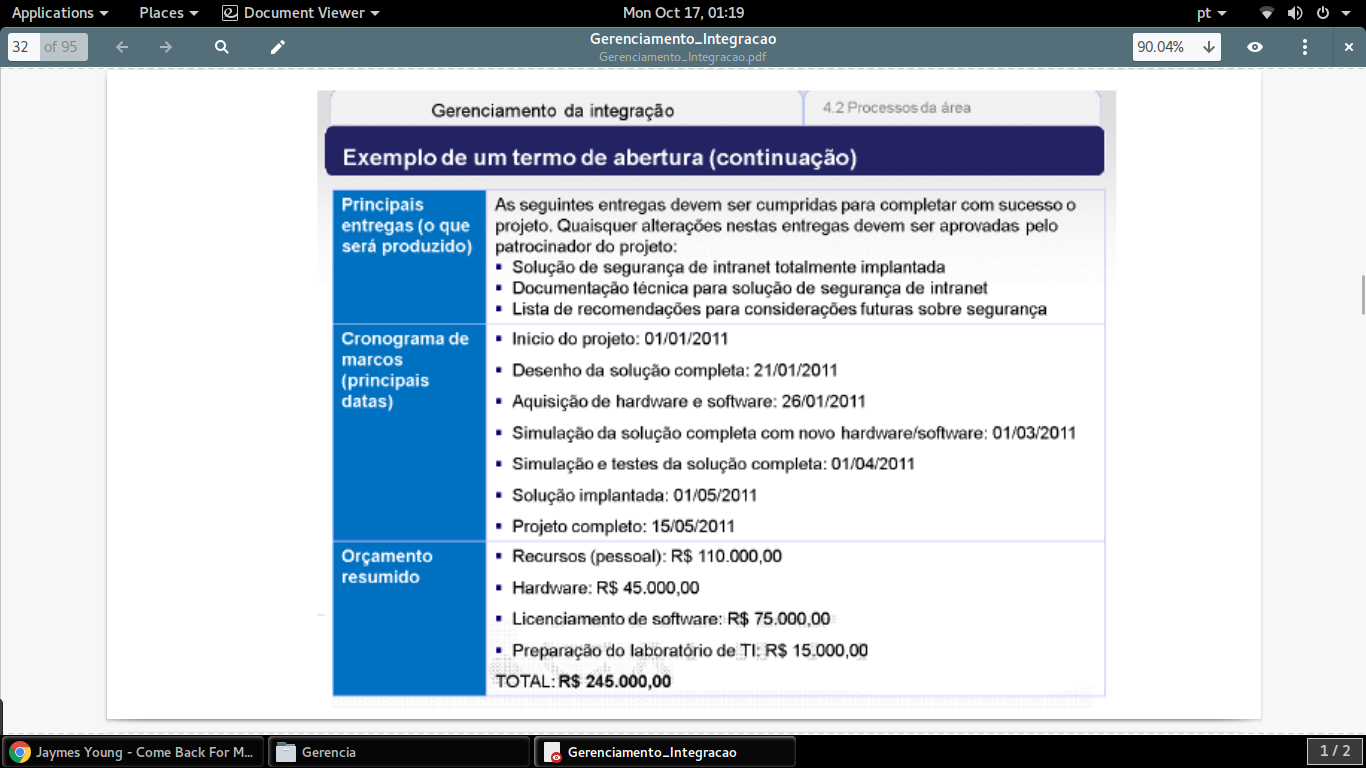 Applications Places Document Viewer Mon Oct 17, 01:19 pt
32 of 95 Gerenciamento_Integracao 90.04%
Gerenciamento_Integracao.pdf
Gerenciamento da integração 4.2 Processos da área
Exemplo de um termo de abertura (continuação)
Principais
entregas (o que
será produzido)
As seguintes entregas devem ser cumpridas para completar com sucesso o
projeto. Quaisquer alterações nestas entregas devem ser aprovadas pelo
patrocinador do projeto:
▪ Solução de segurança de intranet totalmente implantada
▪ Documentação técnica para solução de segurança de intranet
▪ Lista de recomendações para considerações futuras sobre segurança
Cronograma de
marcos
(principais
datas)
▪ Início do projeto: 01/01/2011
▪ Desenho da solução completa: 21/01/2011
▪ Aquisição de hardware e software: 26/01/2011
▪ Simulação da solução completa com novo hardware/software: 01/03/2011
▪ Simulação e testes da solução completa: 01/04/2011
▪ Solução implantada: 01/05/2011
▪ Projeto completo: 15/05/2011
Orçamento
resumido
▪ Recursos (pessoal): R$ 110.000,00
▪ Hardware: R$ 45.000,00
▪ Licenciamento de software: R$ 75.000,00
▪ Preparação do laboratório de TI: R$ 15.000,00
TOTAL: R$ 245.000,00
Jaymes Young - Come Back For M... Gerencia Gerenciamento_Integracao 1 / 2